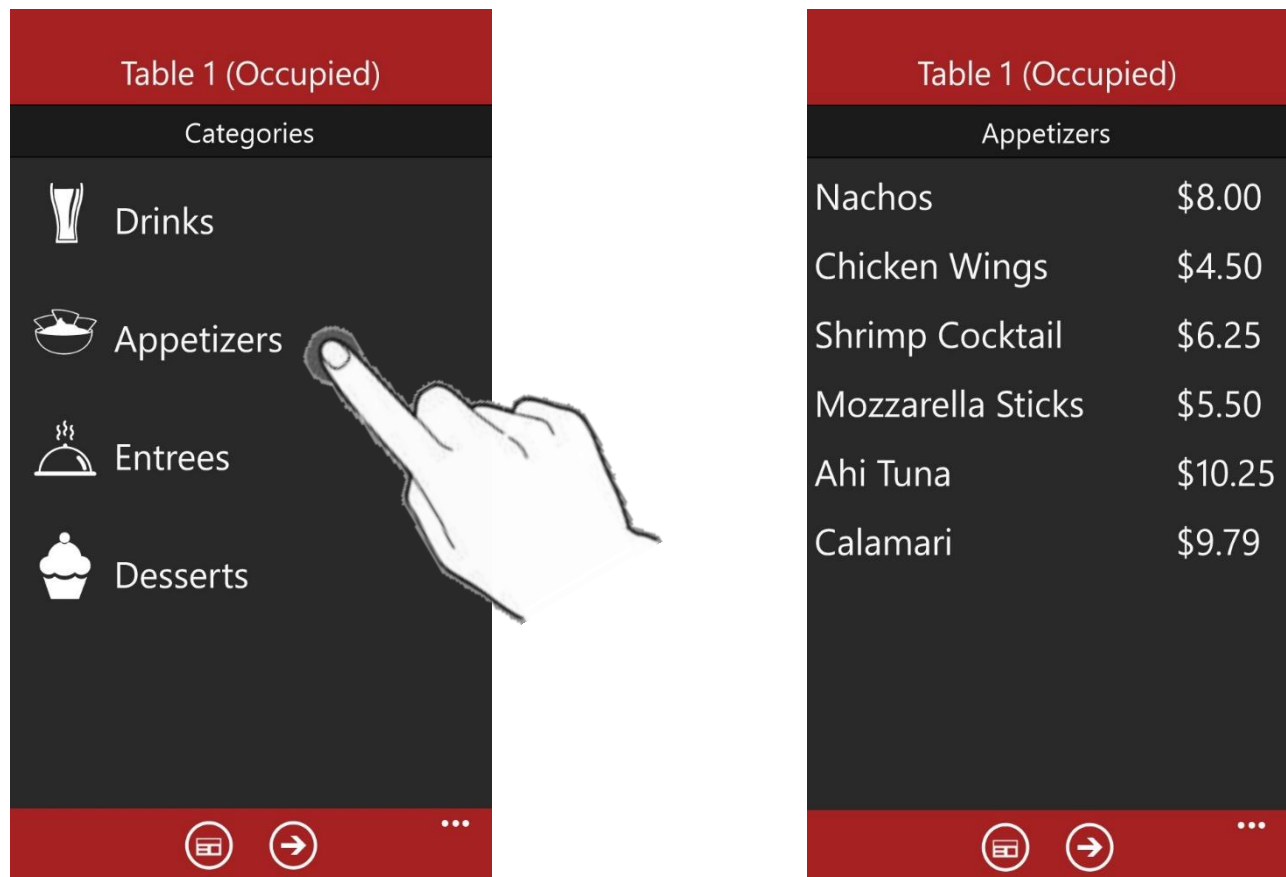 Table 1 (Occupied)
Categories
Drinks
Appetizers
Entrees
Desserts
Table 1 (Occupied)
Appetizers
Nachos $8.00
Chicken Wings $4.50
Shrimp Cocktail $6.25
Mozzarella Sticks $5.50
Ahi Tuna $10.25
Calamari $9.79